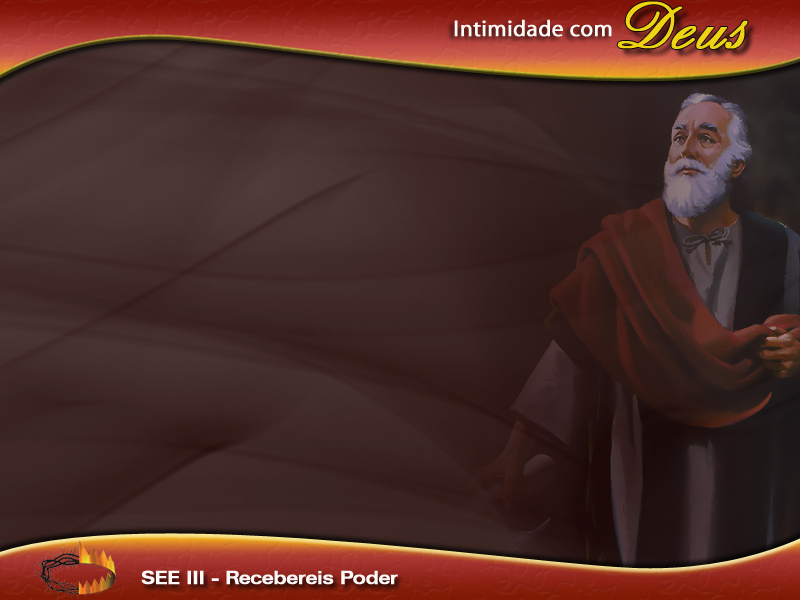 Intimidade com Deus
SEE III - Recebereis Poder